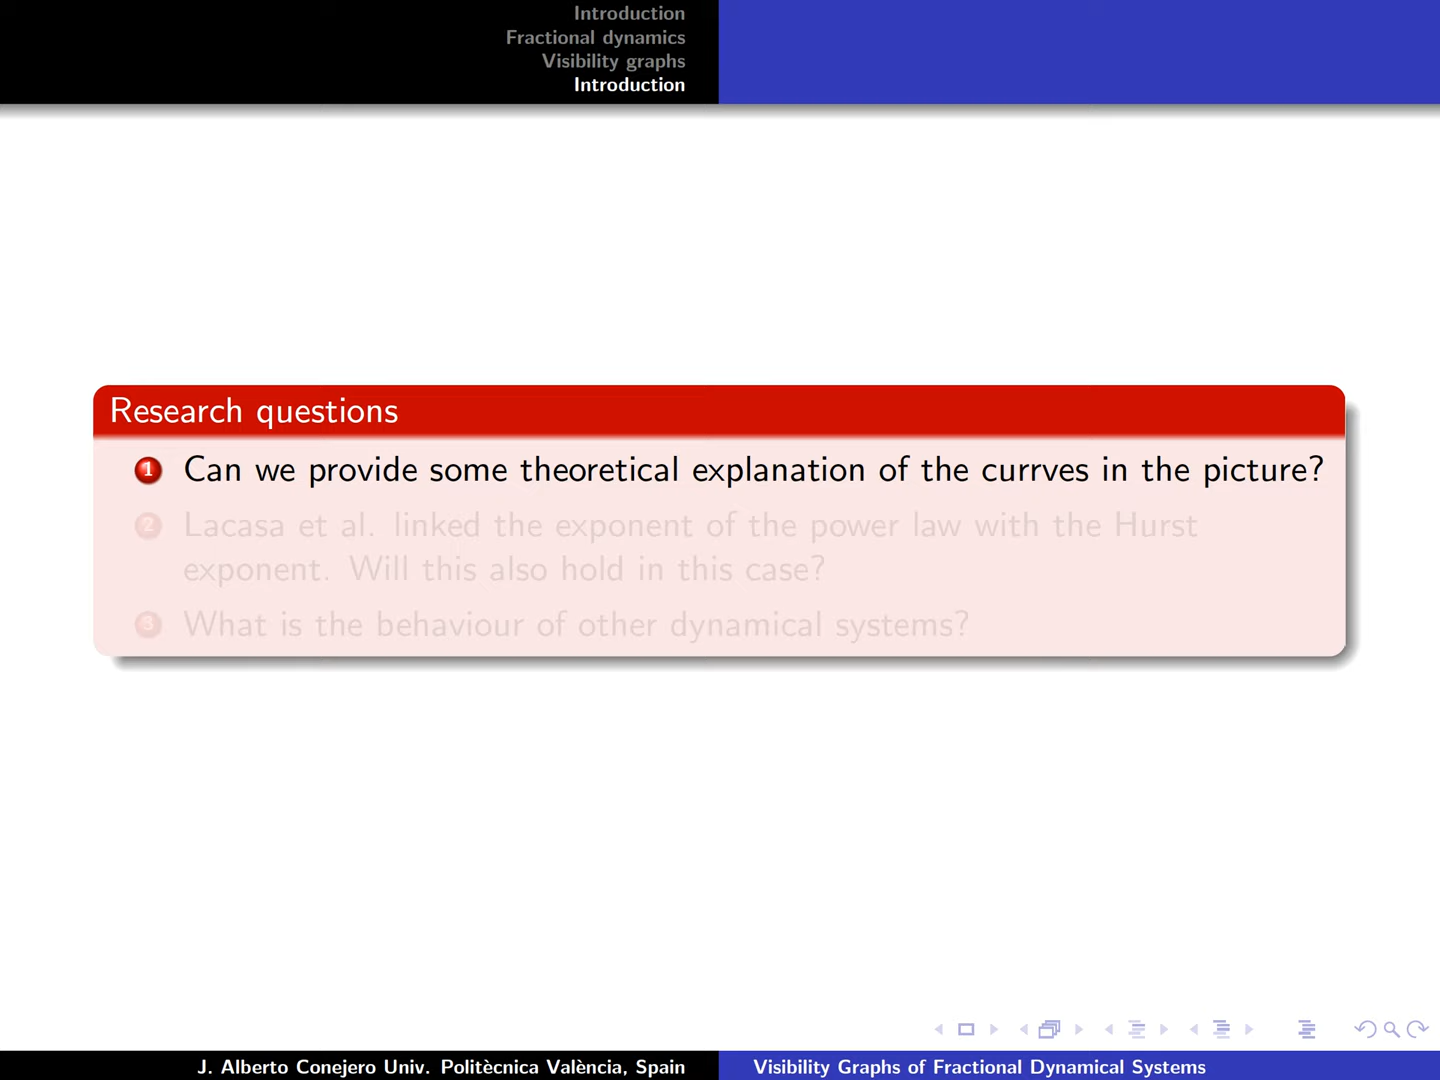 Introduction
Fractional dynamics
Visibility graphs
Introduction
Research questions
1 Can we provide some theoretical explanation of the currves in the picture?
2 Lacasa et al. linked the exponent of the power law with the Hurst
exponent. Will this also hold in this case?
3 What is the behaviour of other dynamical systems?
J. Alberto Conejero Univ. Politècnica València, Spain
Visibility Graphs of Fractional Dynamical Systems